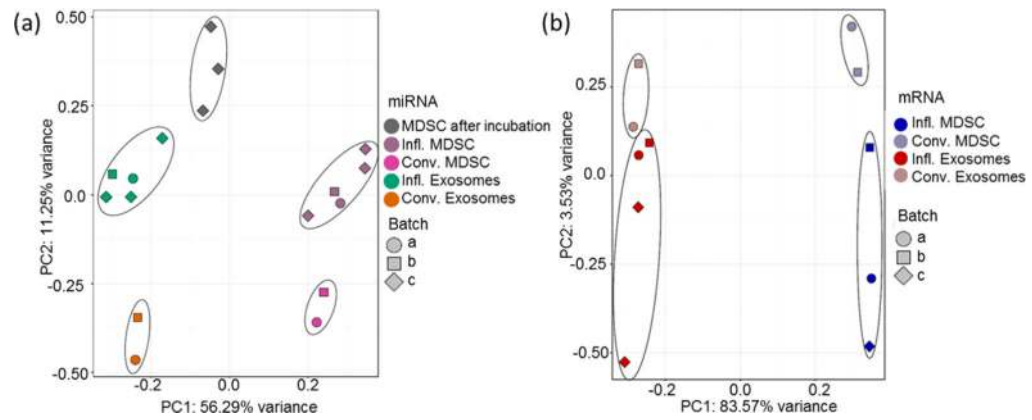 (a)
0.50
0.25
0.0
-0.25
-0.50
PC2: 11.25% variance
-0.2
0.0
0.2
PC1: 56.29% variance
miRNA
MDSC after incubation
Infl. MDSC
Conv. MDSC
Infl. Exosomes
Conv. Exosomes
Batch
a
b
c
(b)
0.25
0.0
-0.25
-0.50
PC2: 3.53% variance
-0.2
0.0
0.2
PC1: 83.57% variance
mRNA
Infl. MDSC
Conv. MDSC
Infl. Exosomes
Conv. Exosomes
Batch
a
b
c